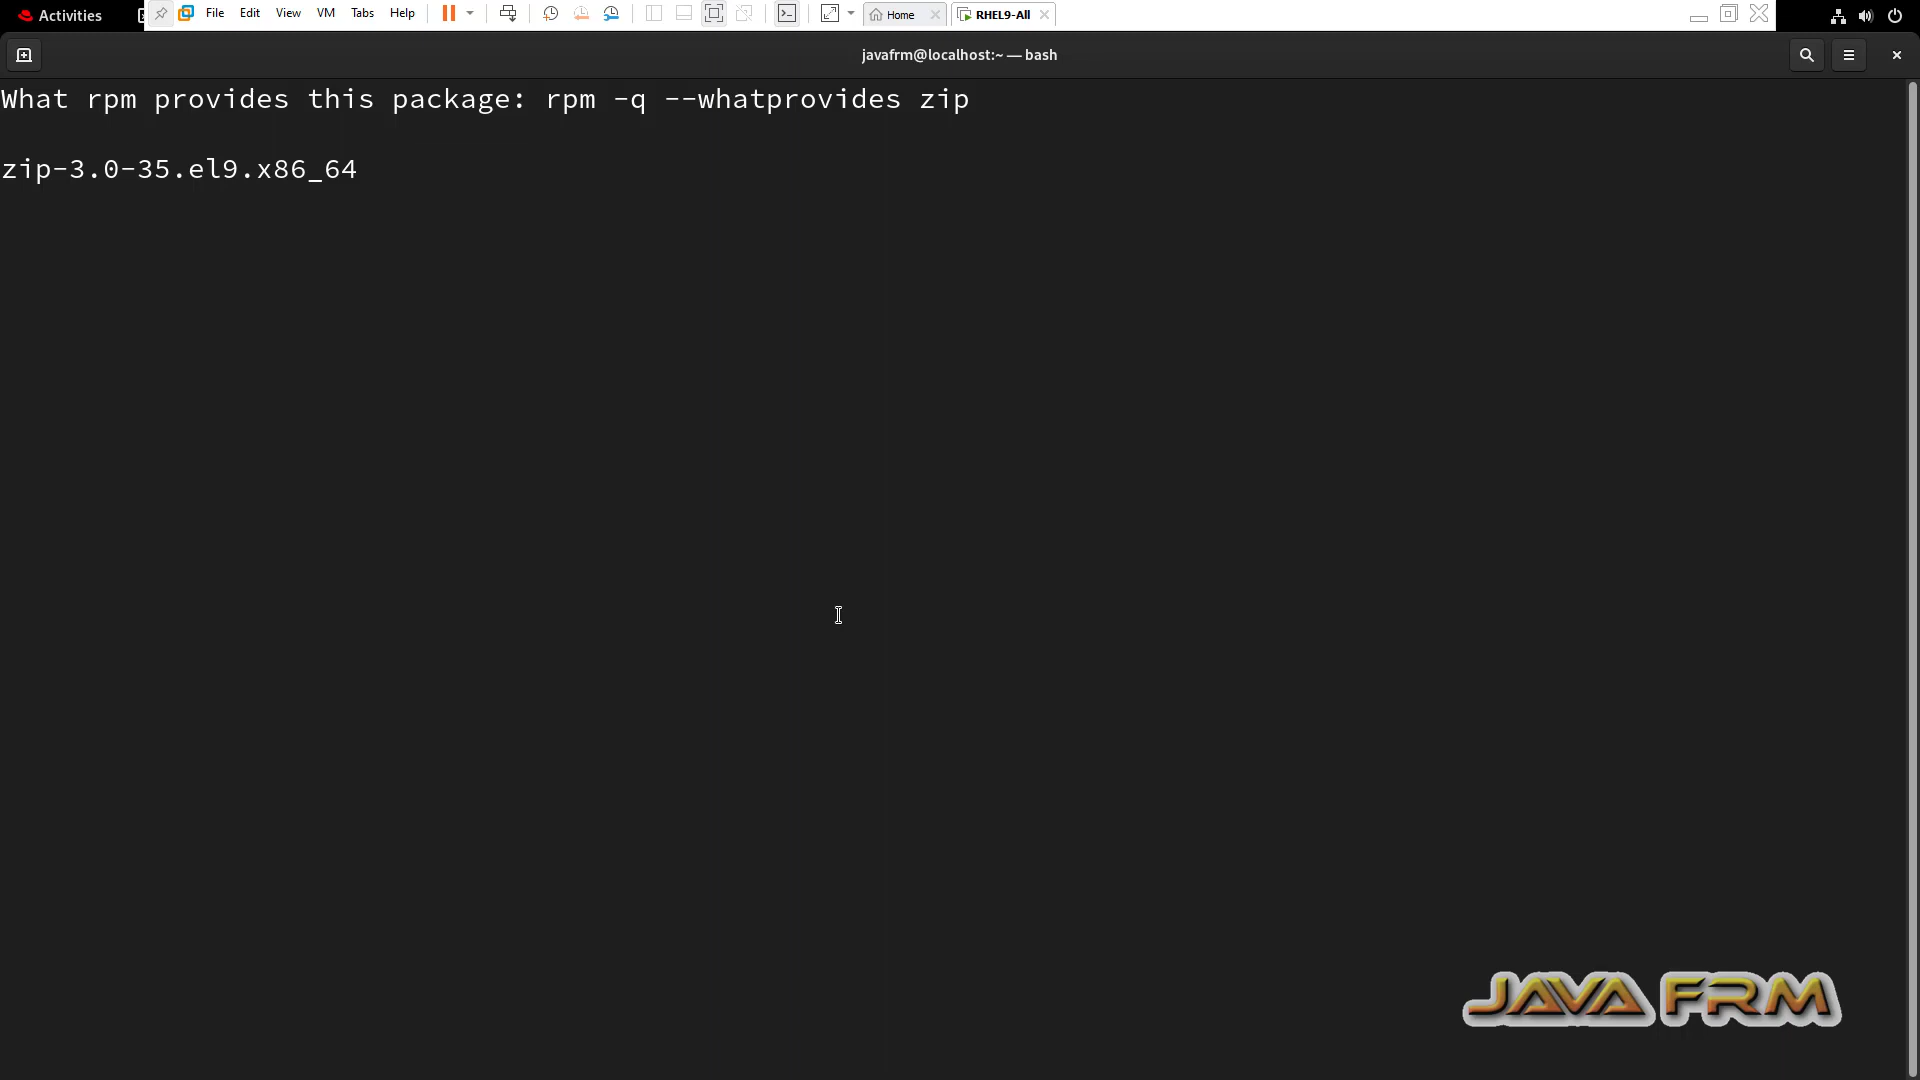 Activities
File Edit View VM Tabs Help
Home
RHEL9-All
javafrm@localhost:~ — bash
What rpm provides this package: rpm -q --whatprovides zip
zip-3.0-35.el9.x86_64
JAVA FRM